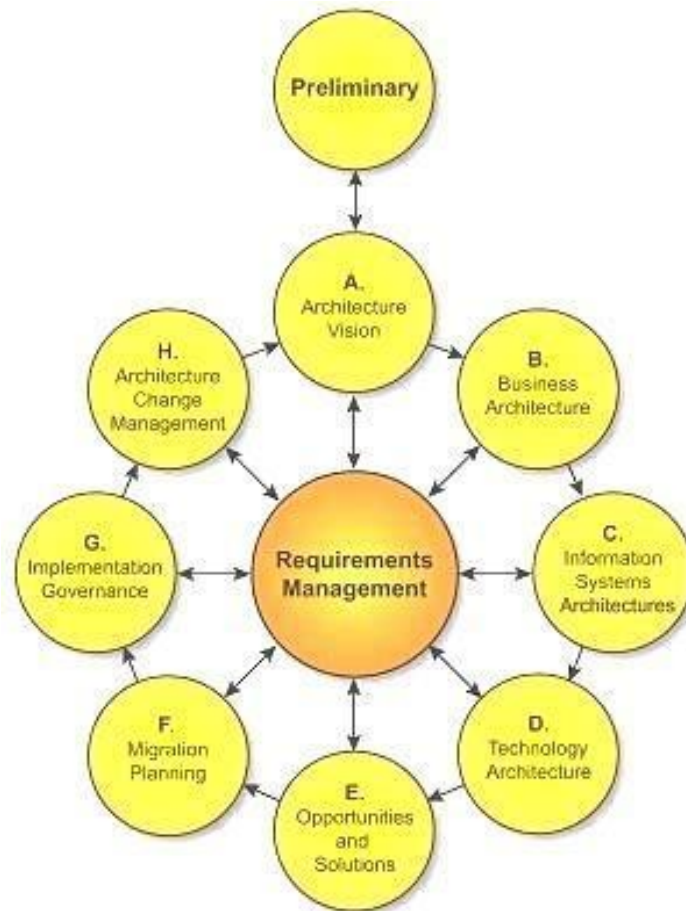 Preliminary
A.
Architecture
Vision
H.
Architecture
Change
Management
B.
Business
Architecture
G.
Implementation
Governance
Requirements
Management
C.
Information
Systems
Architectures
F.
Migration
Planning
D.
Technology
Architecture
E.
Opportunities
and
Solutions